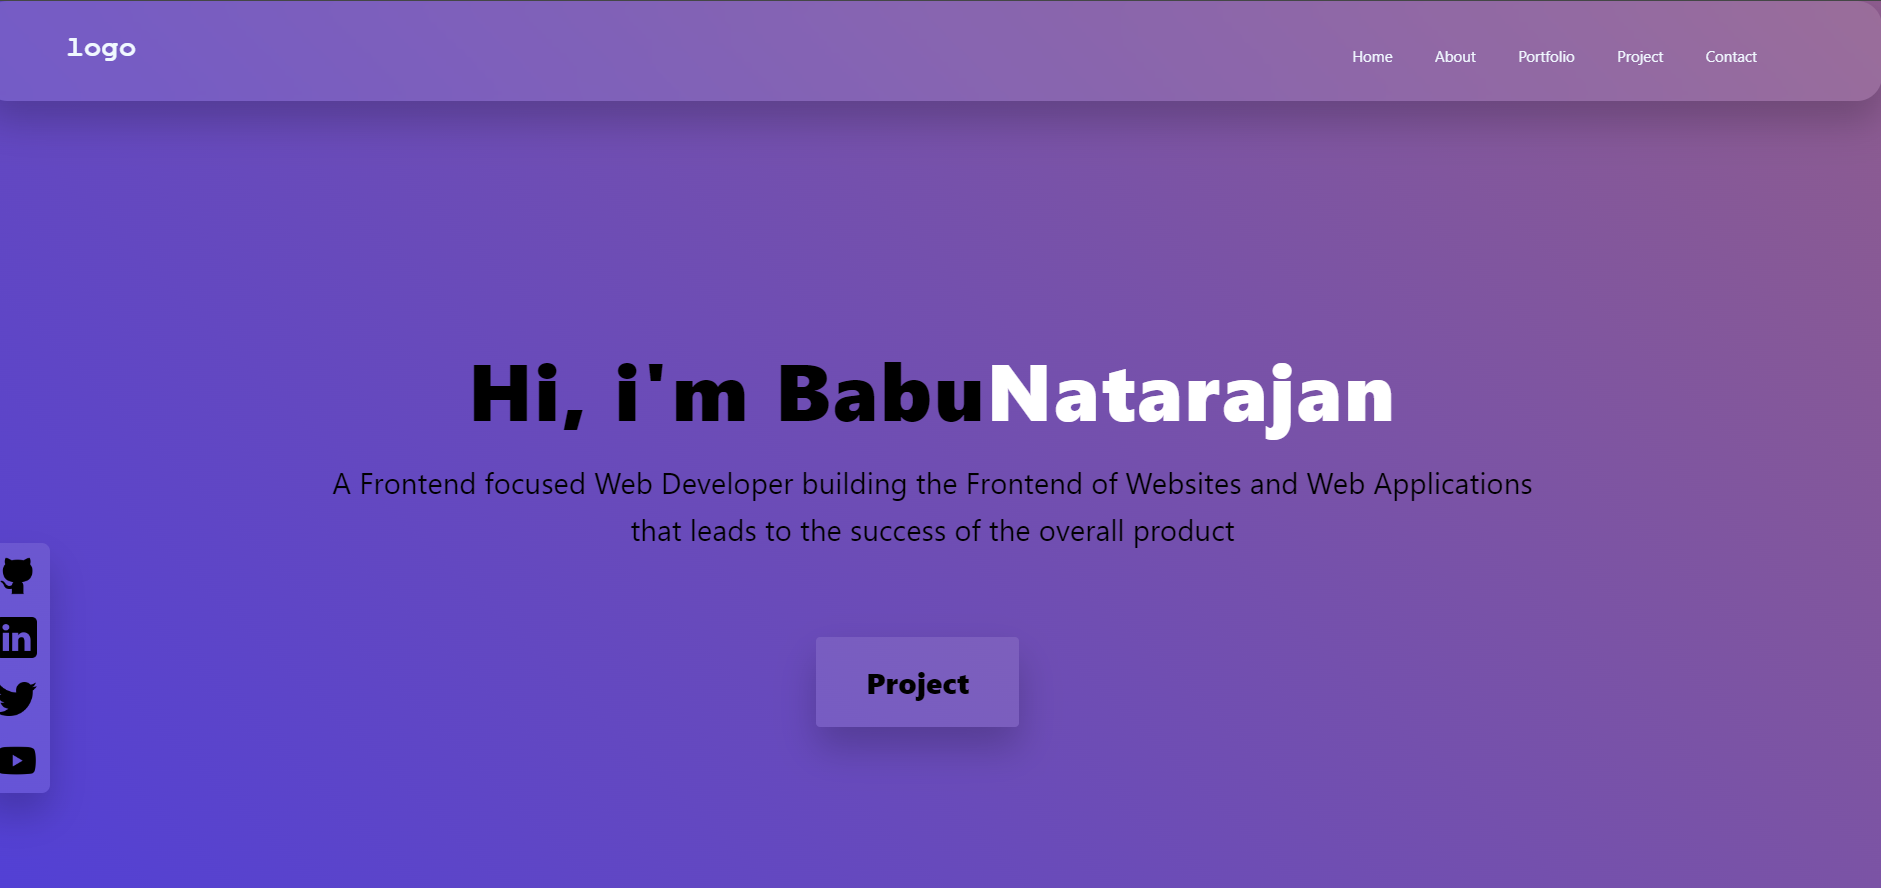 logo
Home About Portfolio Project Contact
Hi, i'm BabuNatarajan
A Frontend focused Web Developer building the Frontend of Websites and Web Applications
that leads to the success of the overall product
in
Project